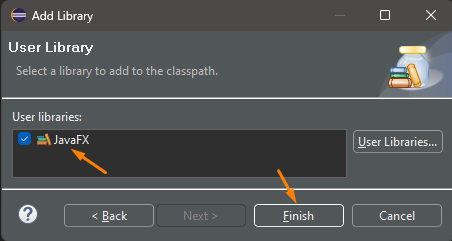 Add Library
User Library
Select a library to add to the classpath.
User libraries:
JavaFX
User Libraries...
?
< Back
Next >
Finish
Cancel